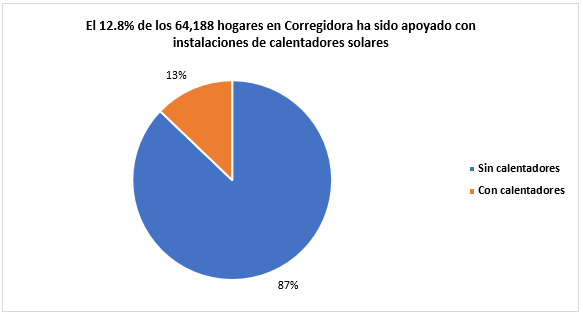 El 12.8% de los 64,188 hogares en Corregidora ha sido apoyado con
instalaciones de calentadores solares
13%
Sin calentadores
Con calentadores
87%